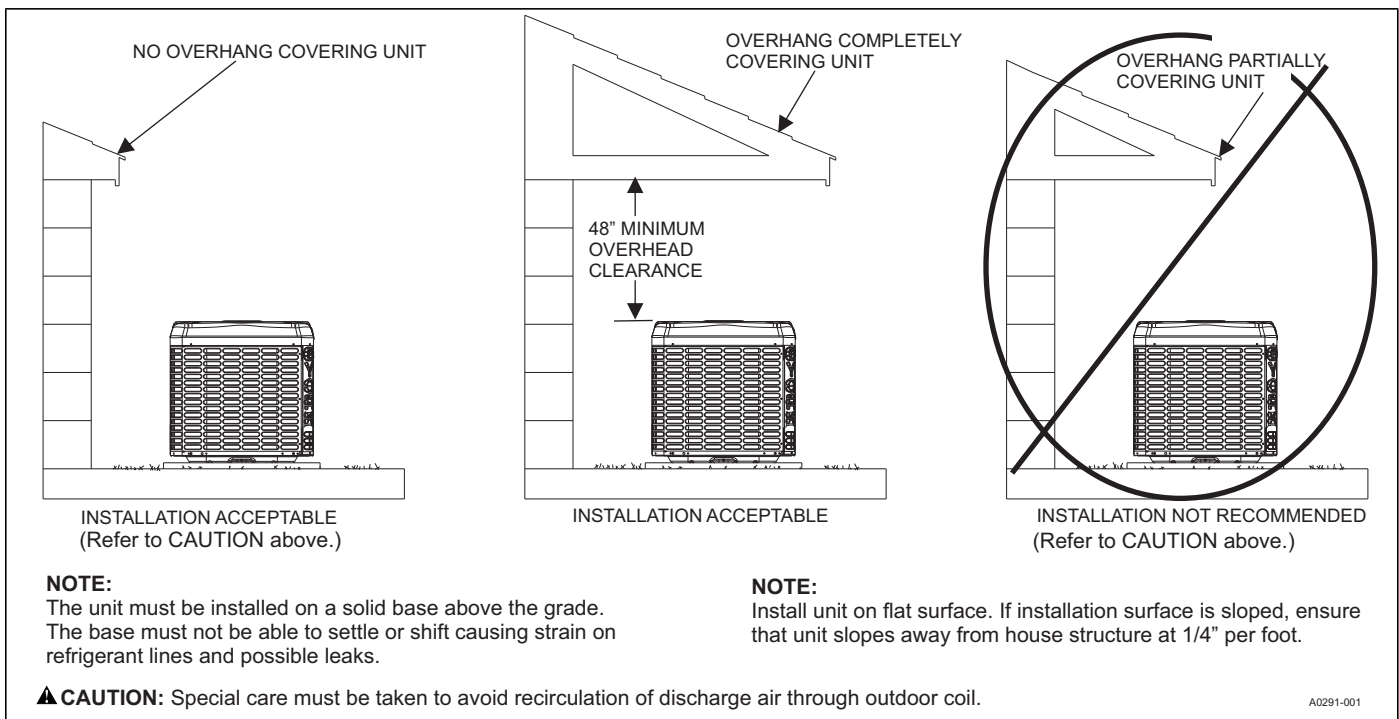 NO OVERHANG COVERING UNIT
OVERHANG COMPLETELY
COVERING UNIT
OVERHANG PARTIALLY
COVERING UNIT
48” MINIMUM
OVERHEAD
CLEARANCE
INSTALLATION ACCEPTABLE
(Refer to CAUTION above.)
INSTALLATION ACCEPTABLE
INSTALLATION NOT RECOMMENDED
(Refer to CAUTION above.)
NOTE:
The unit must be installed on a solid base above the grade.
The base must not be able to settle or shift causing strain on
refrigerant lines and possible leaks.
NOTE:
Install unit on flat surface. If installation surface is sloped, ensure
that unit slopes away from house structure at 1/4” per foot.
CAUTION: Special care must be taken to avoid recirculation of discharge air through outdoor coil.
A0291-001